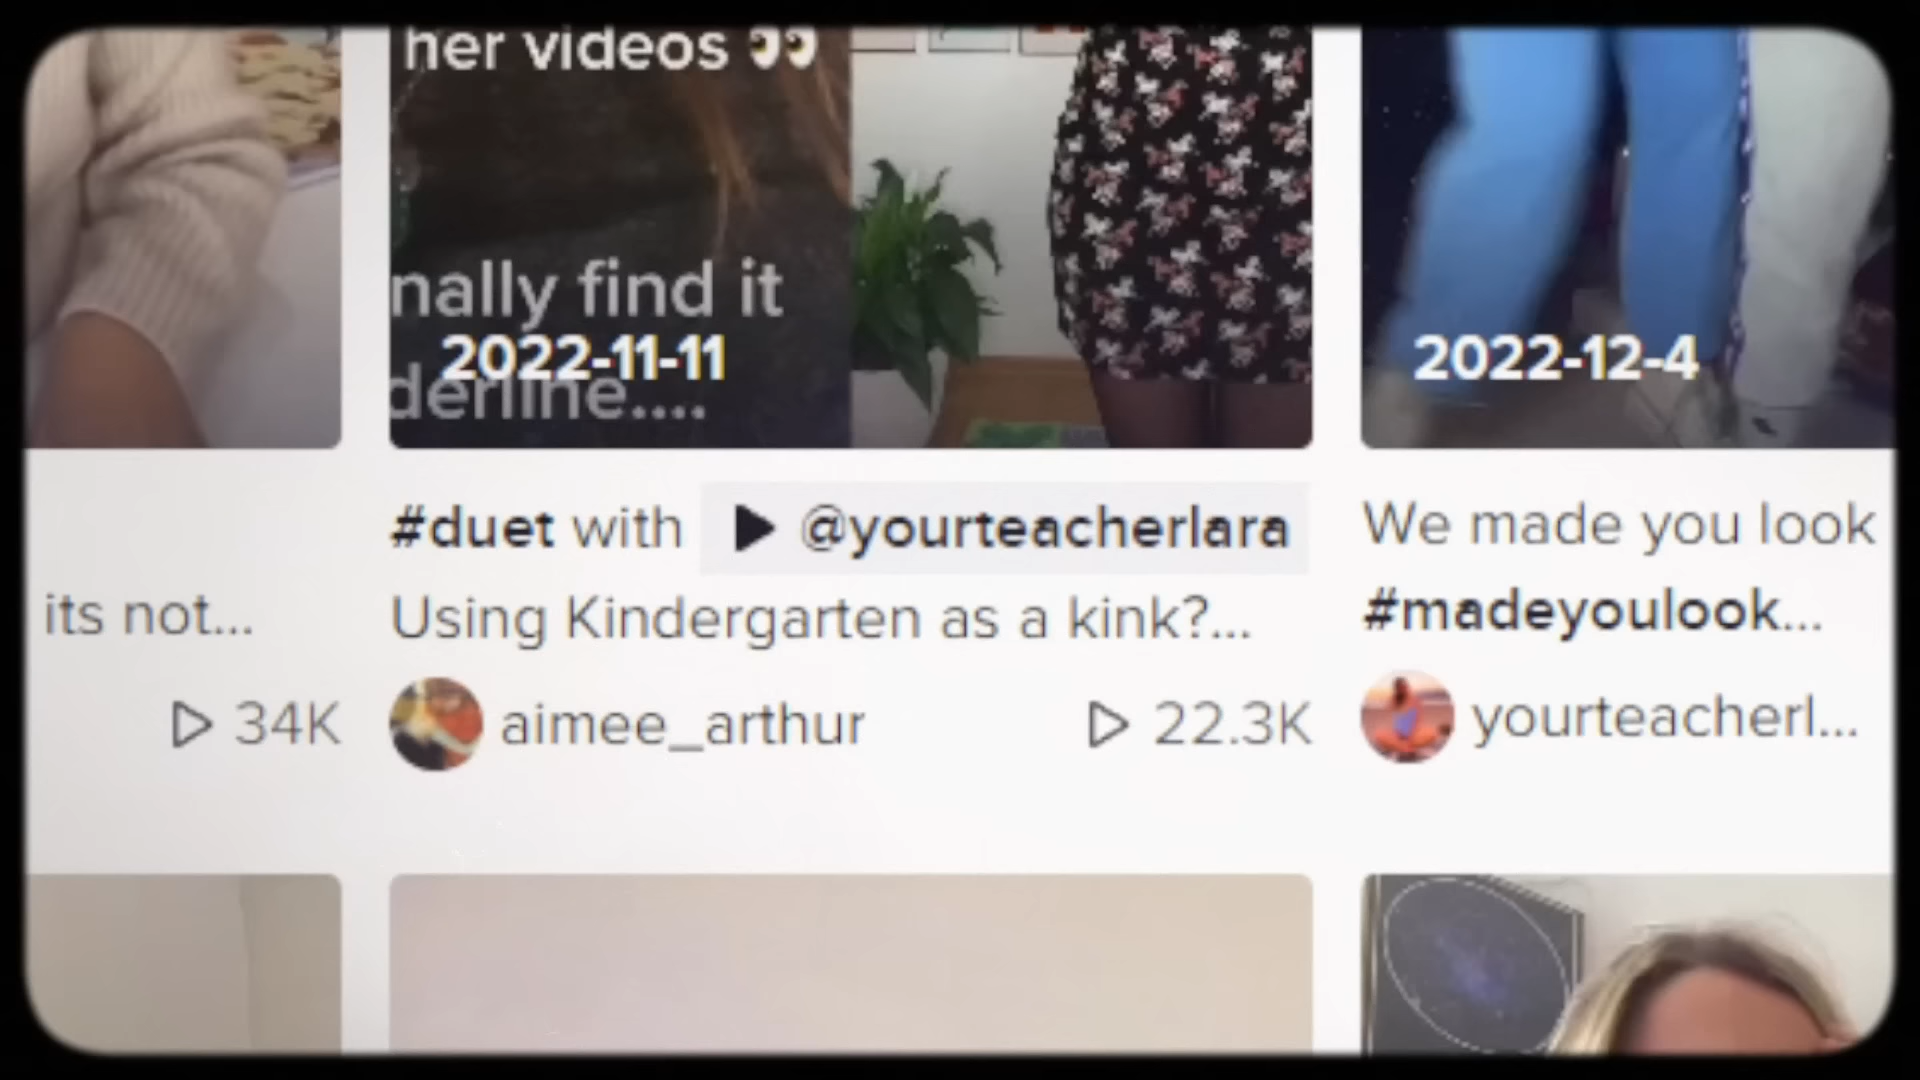 her videos 👀
nally find it
2022-11-11
derline....
2022-12-4
its not...
34K
#duet with ▶ @yourteacherlara
Using Kindergarten as a kink?...
aimee_arthur
22.3K
We made you look
#madeyoulook...
yourteacherl...